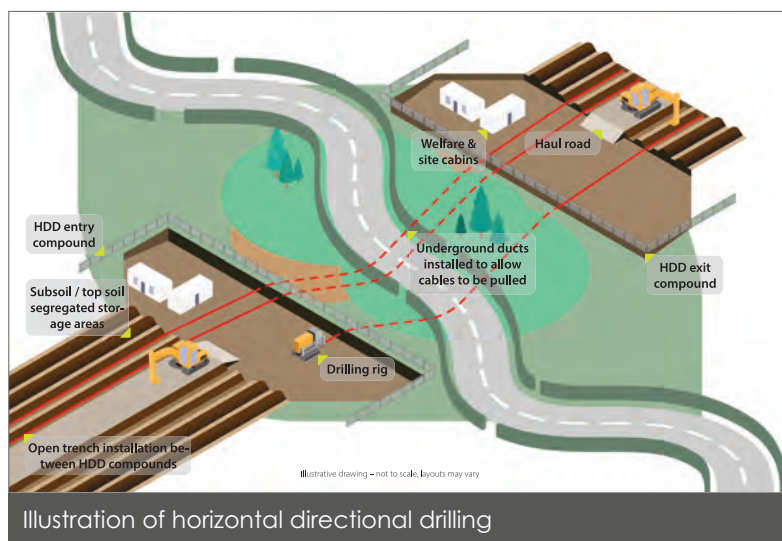 Welfare &
site cabins
Haul road
HDD entry
compound
Underground ducts
installed to allow
cables to be pulled
HDD exit
compound
Subsoil / top soil
segregated stor-
age areas
Drilling rig
Open trench installation be-
tween HDD compounds
Illustrative drawing – not to scale, layouts may vary
Illustration of horizontal directional drilling